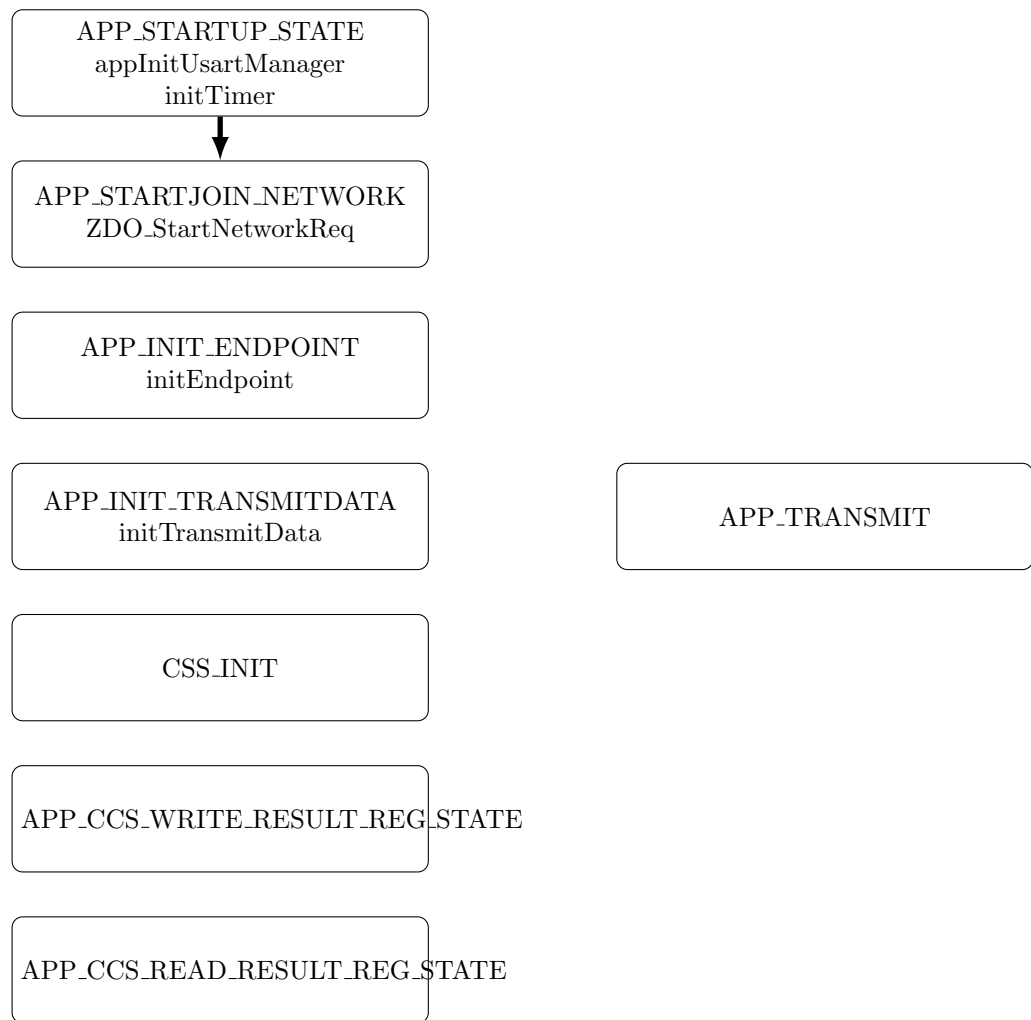 APP_STARTUP_STATE
appInitUsartManager
initTimer
APP_STARTJOIN_NETWORK
ZDO_StartNetworkReq
APP_INIT_ENDPOINT
initEndpoint
APP_INIT_TRANSMITDATA
initTransmitData
APP_TRANSMIT
CSS_INIT
APP_CCS_WRITE_RESULT_REG_STATE
APP_CCS_READ_RESULT_REG_STATE